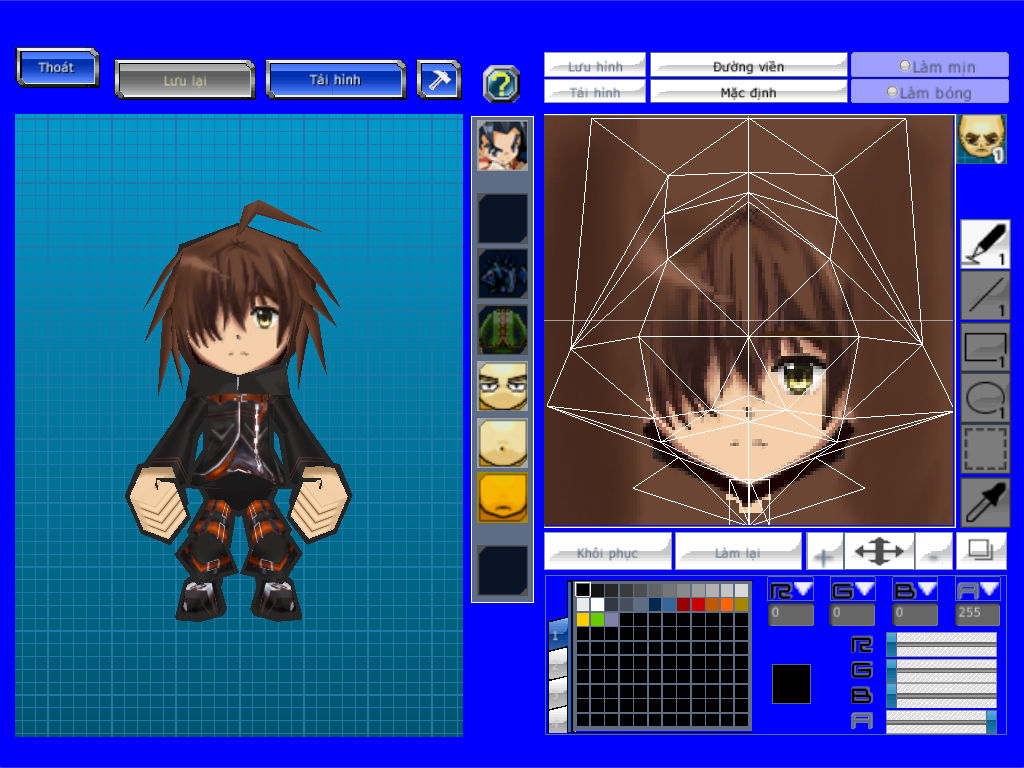 Thoát
Lưu lại
Tải hình
?
Lưu hình
Đường viền
Làm mịn
Tải hình
Mặc định
Làm bóng
1
1
1
1
1
Khôi phục
Làm lại
+
-
R
G
B
A
0
0
0
255
1
R
G
B
A